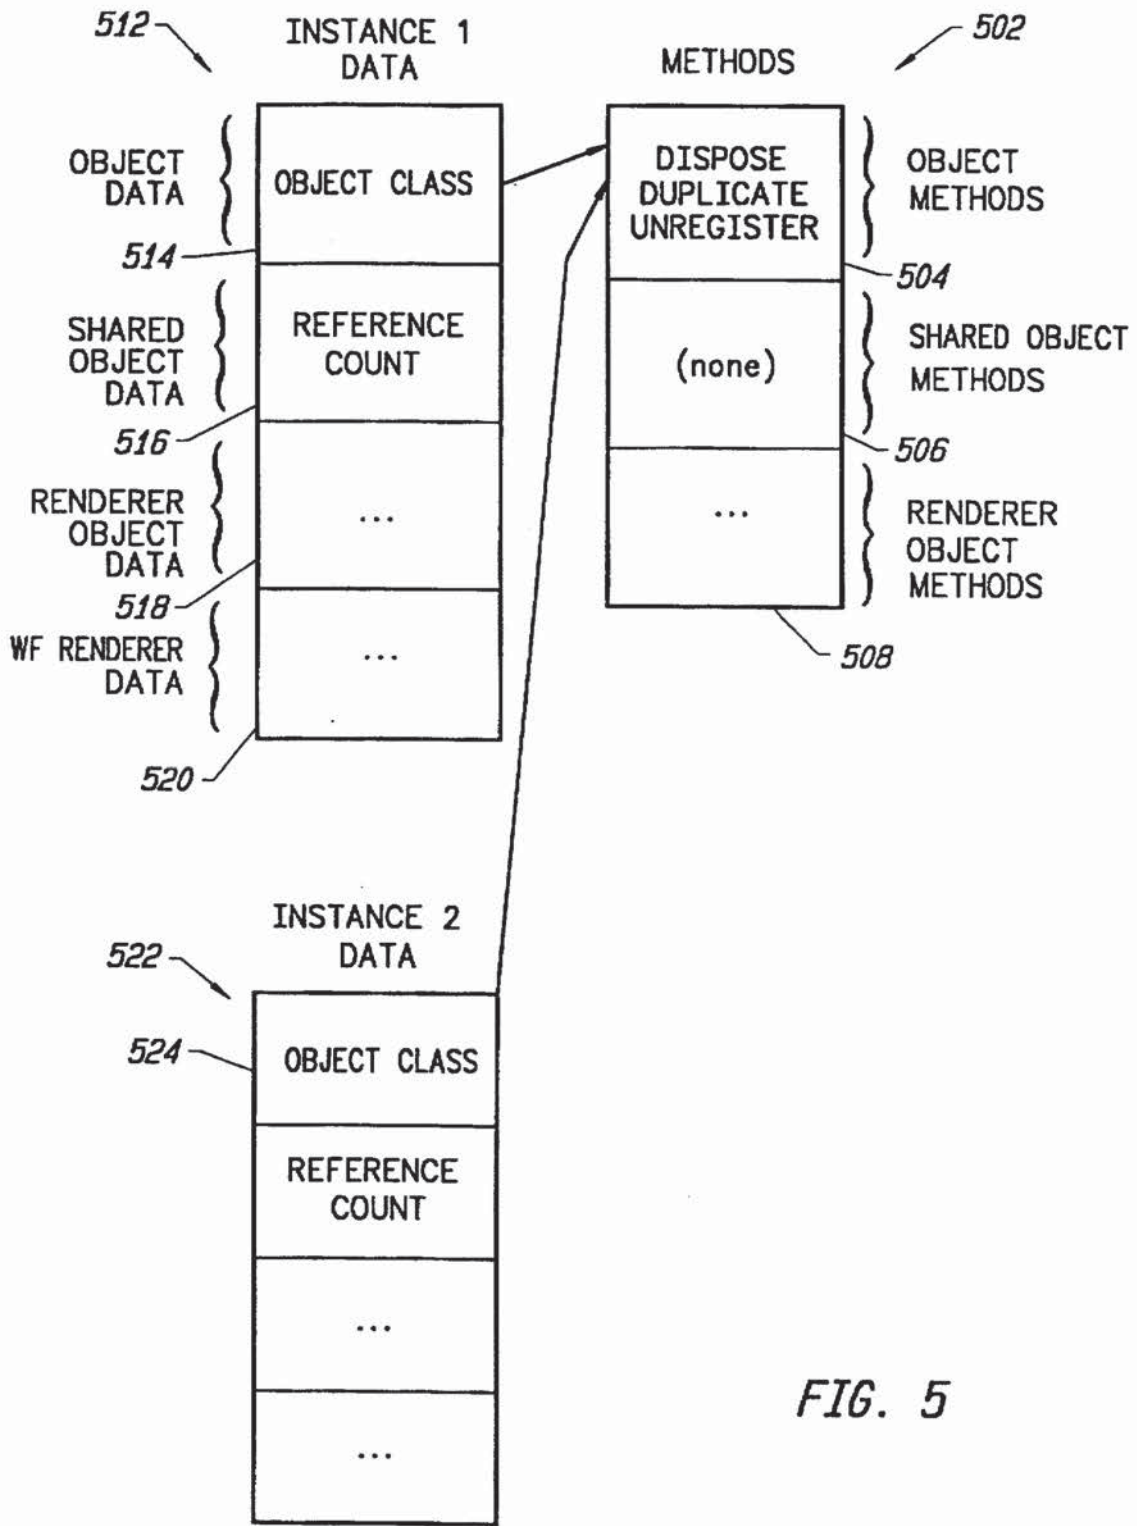 512
INSTANCE 1
DATA
OBJECT
DATA
OBJECT CLASS
514
SHARED
OBJECT
DATA
REFERENCE
COUNT
516
RENDERER
OBJECT
DATA
...
518
WF RENDERER
DATA
...
520
METHODS
502
DISPOSE
DUPLICATE
UNREGISTER
OBJECT
METHODS
504
(none)
SHARED OBJECT
METHODS
506
...
RENDERER
OBJECT
METHODS
508
INSTANCE 2
DATA
522
524
OBJECT CLASS
REFERENCE
COUNT
...
...
FIG. 5